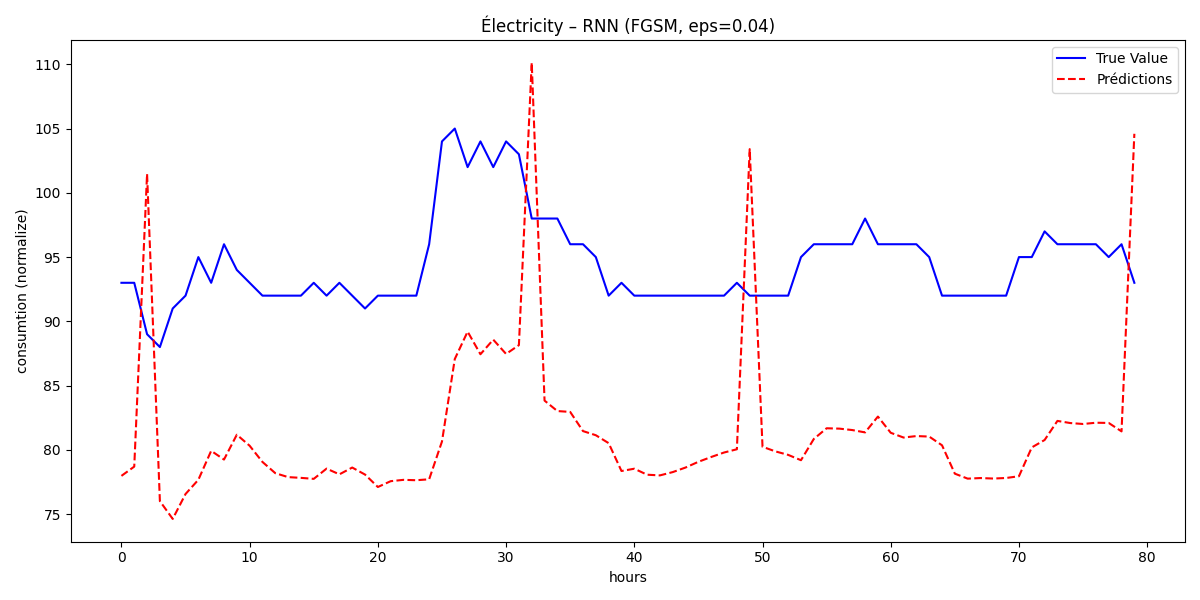 Électricity – RNN (FGSM, eps=0.04)
True Value
Prédictions
consumtion (normalize)
110
105
100
95
90
85
80
75
0 10 20 30 40 50 60 70 80
hours